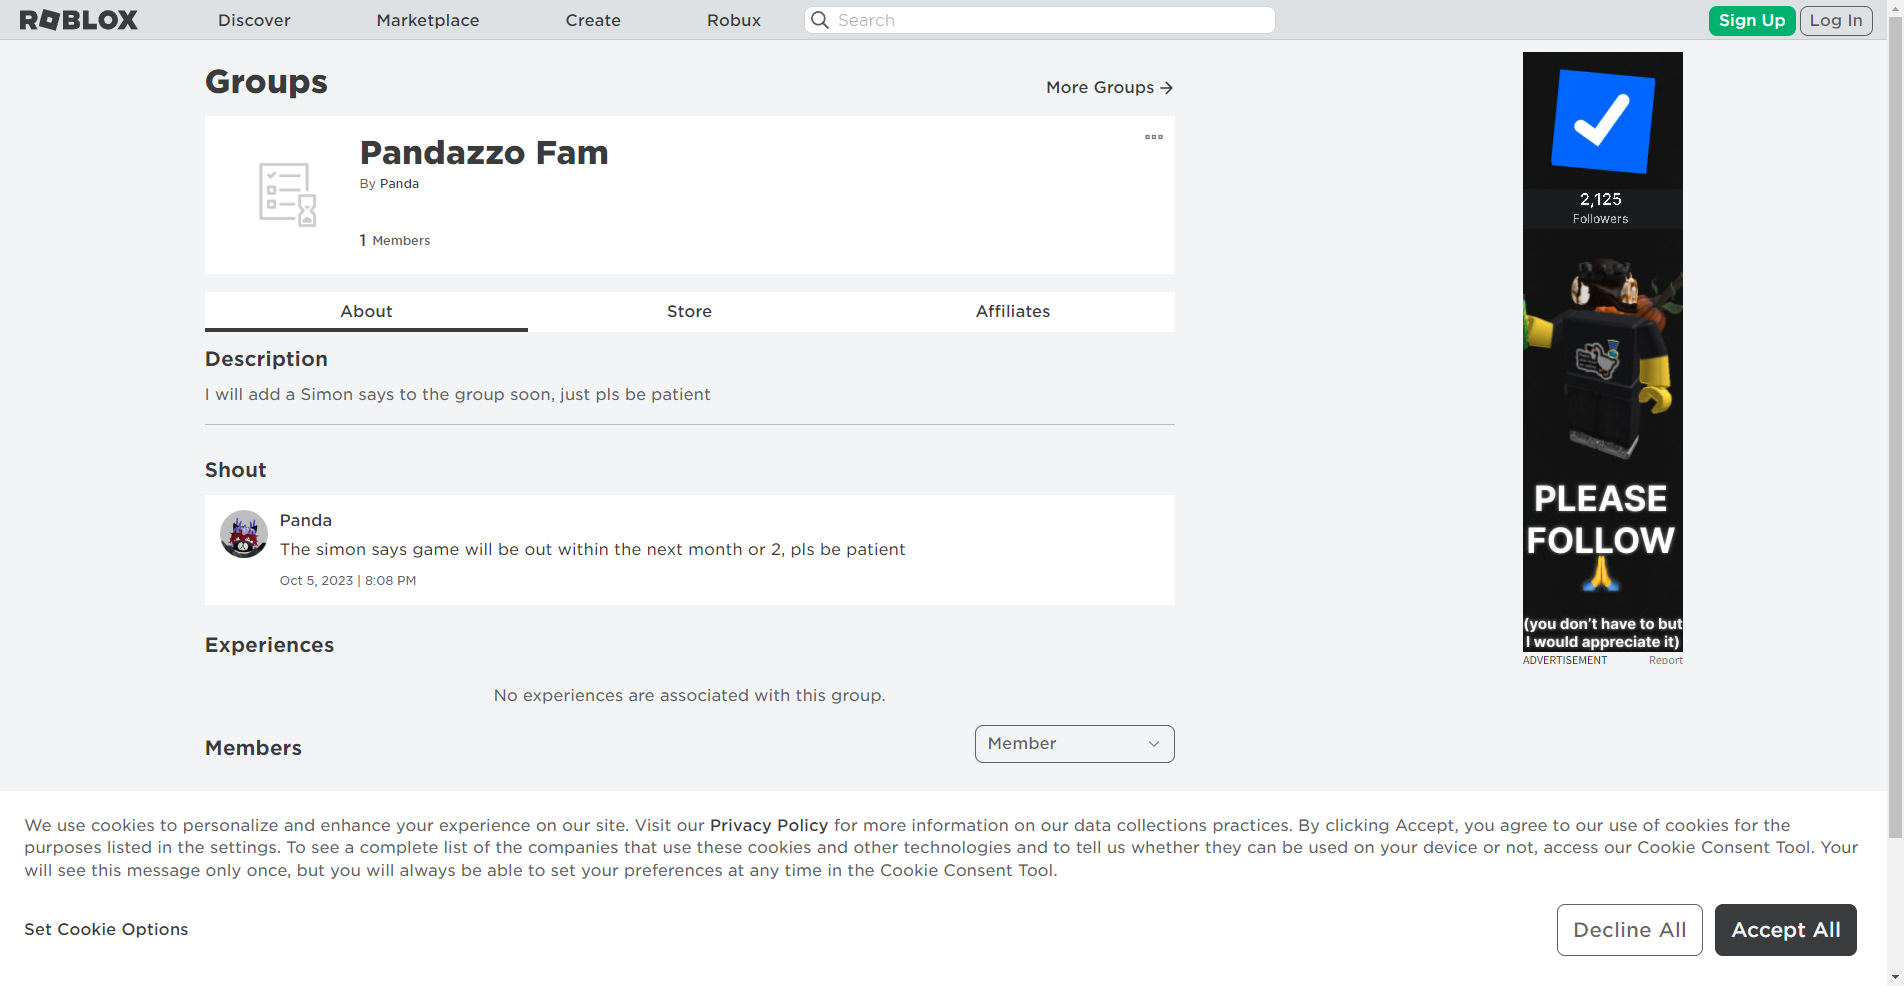 ROBLOX
Discover
Marketplace
Create
Robux
Search
Sign Up
Log In
Groups
More Groups →
Pandazzo Fam
By Panda
1 Members
About
Store
Affiliates
Description
I will add a Simon says to the group soon, just pls be patient
Shout
Panda
The simon says game will be out within the next month or 2, pls be patient
Oct 5, 2023 | 8:08 PM
Experiences
No experiences are associated with this group.
Members
Member
2,125
Followers
PLEASE
FOLLOW
(you don't have to but
I would appreciate it)
ADVERTISEMENT
Report
We use cookies to personalize and enhance your experience on our site. Visit our Privacy Policy for more information on our data collections practices. By clicking Accept, you agree to our use of cookies for the
purposes listed in the settings. To see a complete list of the companies that use these cookies and other technologies and to tell us whether they can be used on your device or not, access our Cookie Consent Tool. Your
will see this message only once, but you will always be able to set your preferences at any time in the Cookie Consent Tool.
Set Cookie Options
Decline All
Accept All